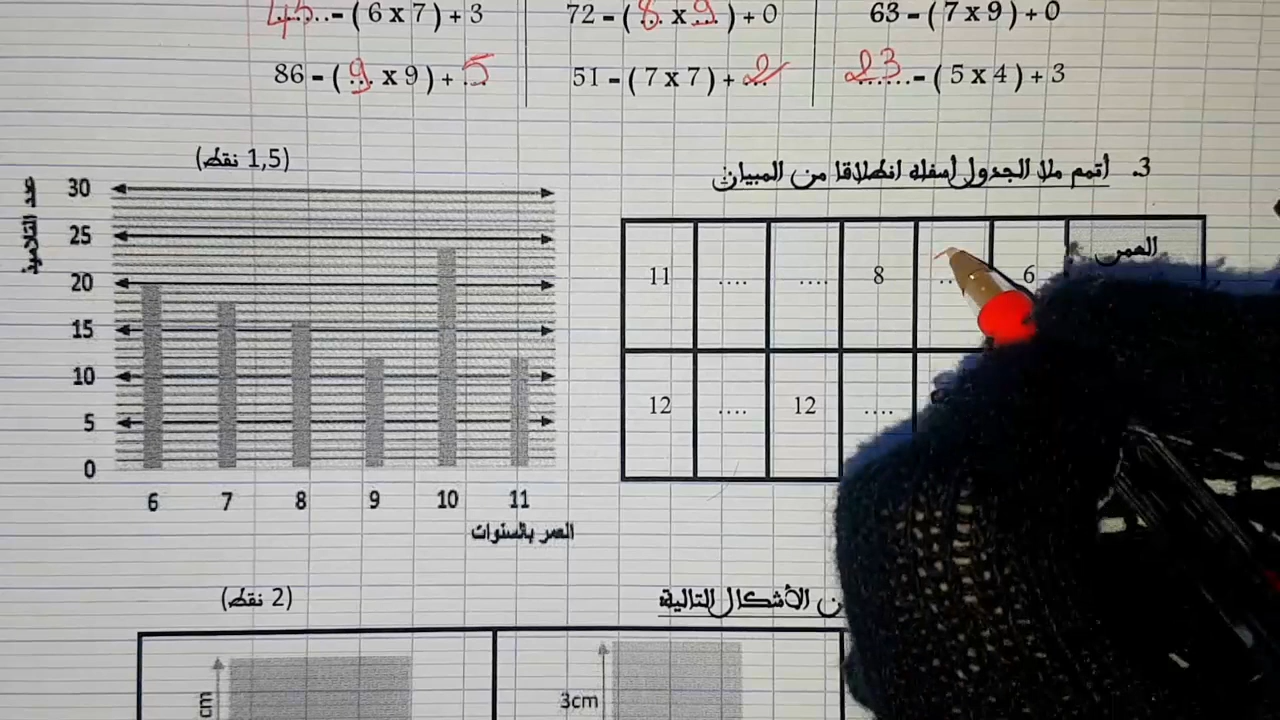 45 - ( 6 x 7 ) + 3
72 - ( 8 x 9 ) + 0
63 - ( 7 x 9 ) + 0
86 - ( 9 x 9 ) + 5
51 - ( 7 x 7 ) + 2
23 - ( 5 x 4 ) + 3
3. أتمم ملأ الجدول أسفله انطلاقا من المبيان
(1,5 نقط)
عدد التلاميذ
30
25
20
15
10
5
0
6 7 8 9 10 11
العمر بالسنوات
العمر
6 .... 8 .... .... 11
.... 12 .... 12
ن الأشكال التالية
(2 نقط)
cm
3cm